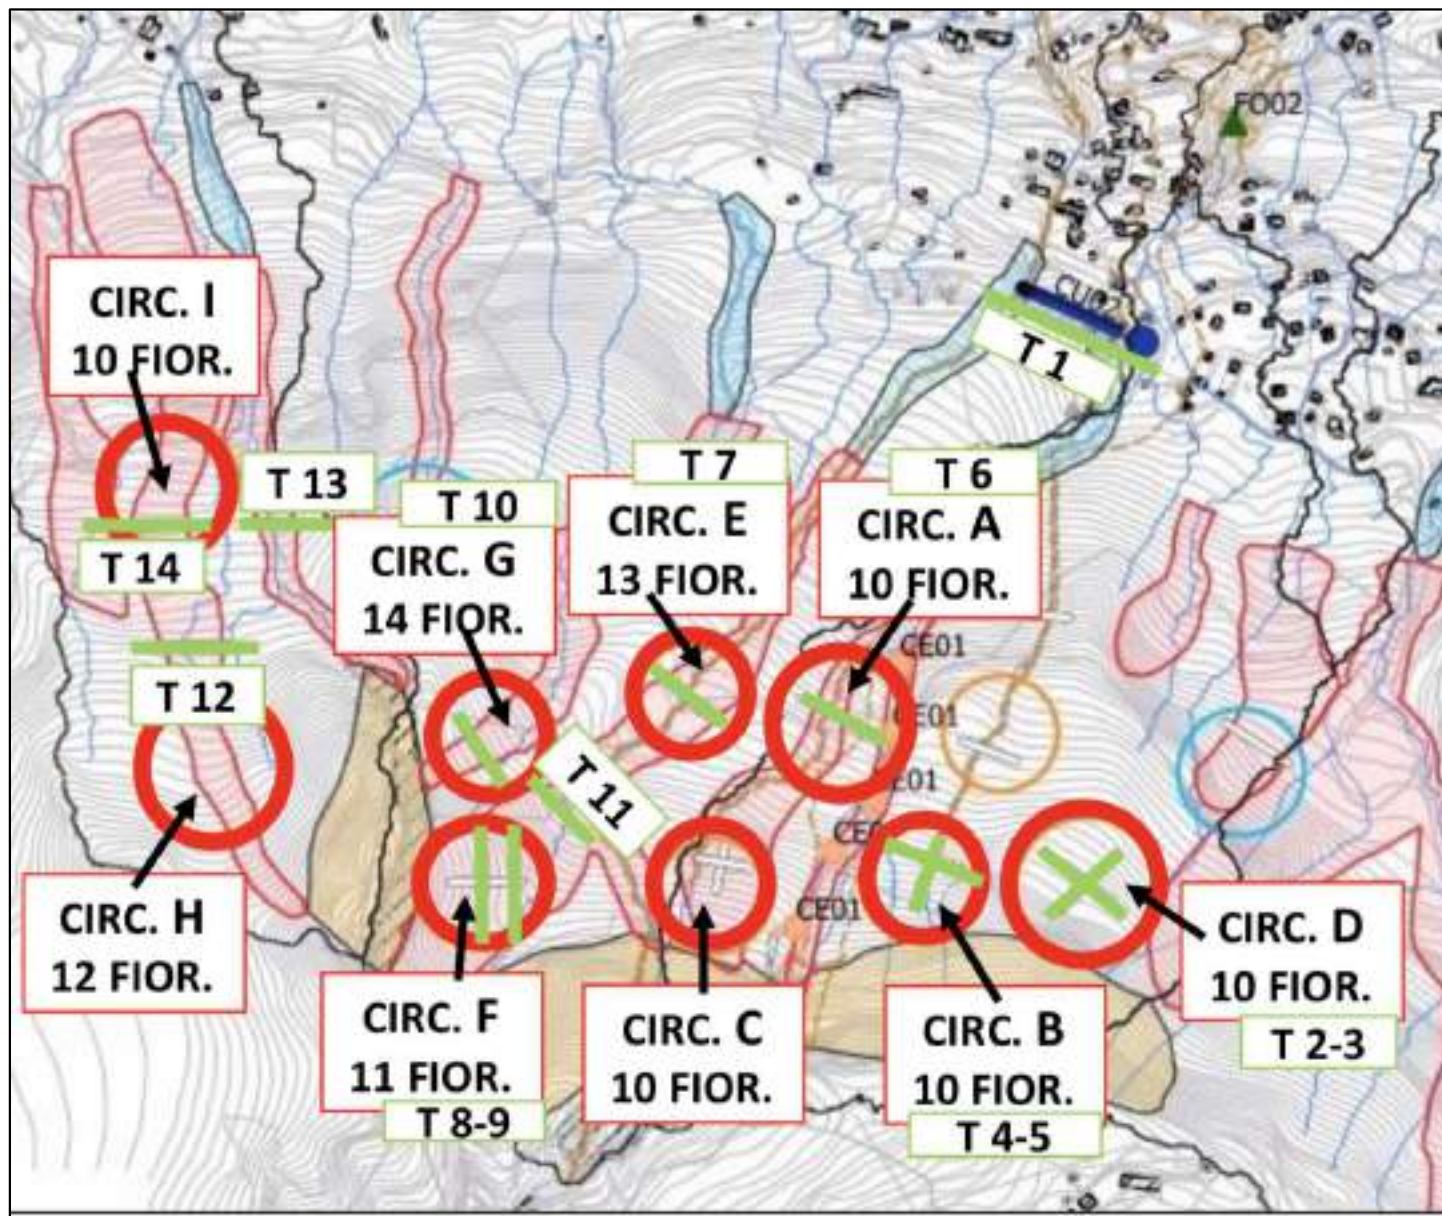 FO02
CU02
CIRC. I
10 FIOR.
T 1
T 13
T 14
T 10
CIRC. G
14 FIOR.
T 7
CIRC. E
13 FIOR.
T 6
CIRC. A
10 FIOR.
CE01
CE01
CE01
CE01
T 12
T 11
CIRC. H
12 FIOR.
CIRC. F
11 FIOR.
T 8-9
CIRC. C
10 FIOR.
CIRC. B
10 FIOR.
T 4-5
CIRC. D
10 FIOR.
T 2-3